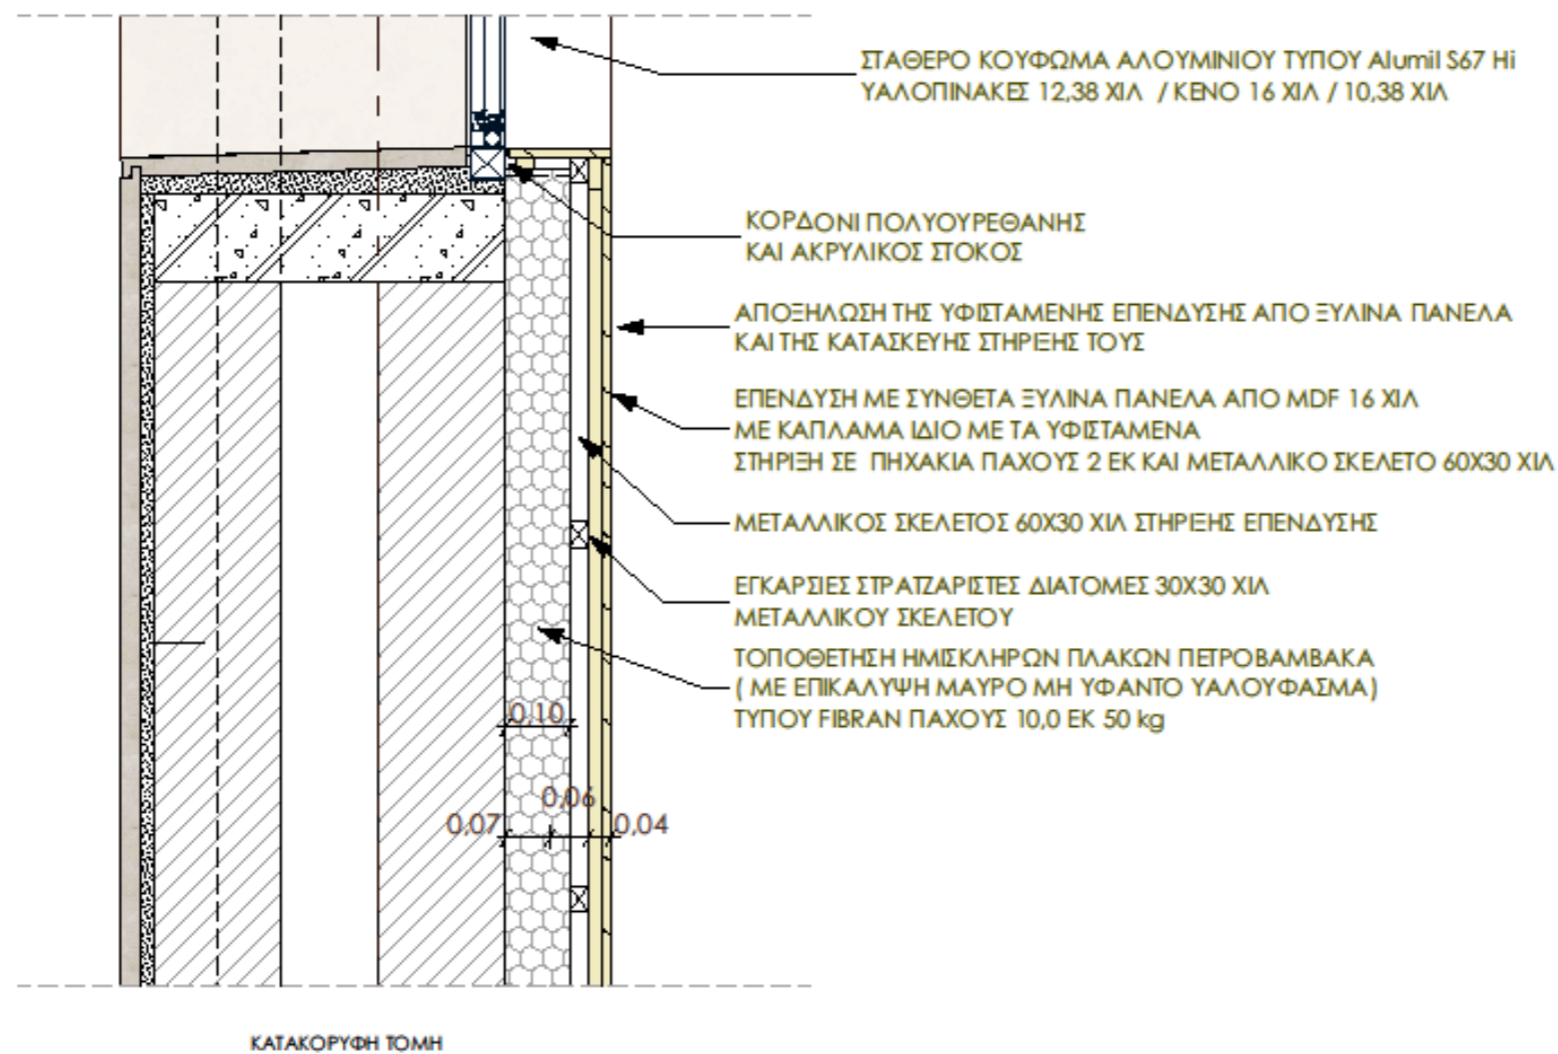 ΣΤΑΘΕΡΟ ΚΟΥΦΩΜΑ ΑΛΟΥΜΙΝΙΟΥ ΤΥΠΟΥ Alumil S67 Hi
ΥΑΛΟΠΙΝΑΚΕΣ 12,38 ΧΙΛ / ΚΕΝΟ 16 ΧΙΛ / 10,38 ΧΙΛ
ΚΟΡΔΟΝΙ ΠΟΛΥΟΥΡΕΘΑΝΗΣ
ΚΑΙ ΑΚΡΥΛΙΚΟΣ ΣΤΟΚΟΣ
ΑΠΟΞΗΛΩΣΗ ΤΗΣ ΥΦΙΣΤΑΜΕΝΗΣ ΕΠΕΝΔΥΣΗΣ ΑΠΟ ΞΥΛΙΝΑ ΠΑΝΕΛΑ
ΚΑΙ ΤΗΣ ΚΑΤΑΣΚΕΥΗΣ ΣΤΗΡΙΞΗΣ ΤΟΥΣ
ΕΠΕΝΔΥΣΗ ΜΕ ΣΥΝΘΕΤΑ ΞΥΛΙΝΑ ΠΑΝΕΛΑ ΑΠΟ MDF 16 ΧΙΛ
ΜΕ ΚΑΠΛΑΜΑ ΙΔΙΟ ΜΕ ΤΑ ΥΦΙΣΤΑΜΕΝΑ
ΣΤΗΡΙΞΗ ΣΕ ΠΗΧΑΚΙΑ ΠΑΧΟΥΣ 2 ΕΚ ΚΑΙ ΜΕΤΑΛΛΙΚΟ ΣΚΕΛΕΤΟ 60Χ30 ΧΙΛ
ΜΕΤΑΛΛΙΚΟΣ ΣΚΕΛΕΤΟΣ 60Χ30 ΧΙΛ ΣΤΗΡΙΞΗΣ ΕΠΕΝΔΥΣΗΣ
ΕΓΚΑΡΣΙΕΣ ΣΤΡΑΤΖΑΡΙΣΤΕΣ ΔΙΑΤΟΜΕΣ 30Χ30 ΧΙΛ
ΜΕΤΑΛΛΙΚΟΥ ΣΚΕΛΕΤΟΥ
ΤΟΠΟΘΕΤΗΣΗ ΗΜΙΣΚΛΗΡΩΝ ΠΛΑΚΩΝ ΠΕΤΡΟΒΑΜΒΑΚΑ
( ΜΕ ΕΠΙΚΑΛΥΨΗ ΜΑΥΡΟ ΜΗ ΥΦΑΝΤΟ ΥΑΛΟΥΦΑΣΜΑ)
ΤΥΠΟΥ FIBRAN ΠΑΧΟΥΣ 10,0 ΕΚ 50 kg
0,10
0,06
0,07
0,04
ΚΑΤΑΚΟΡΥΦΗ ΤΟΜΗ